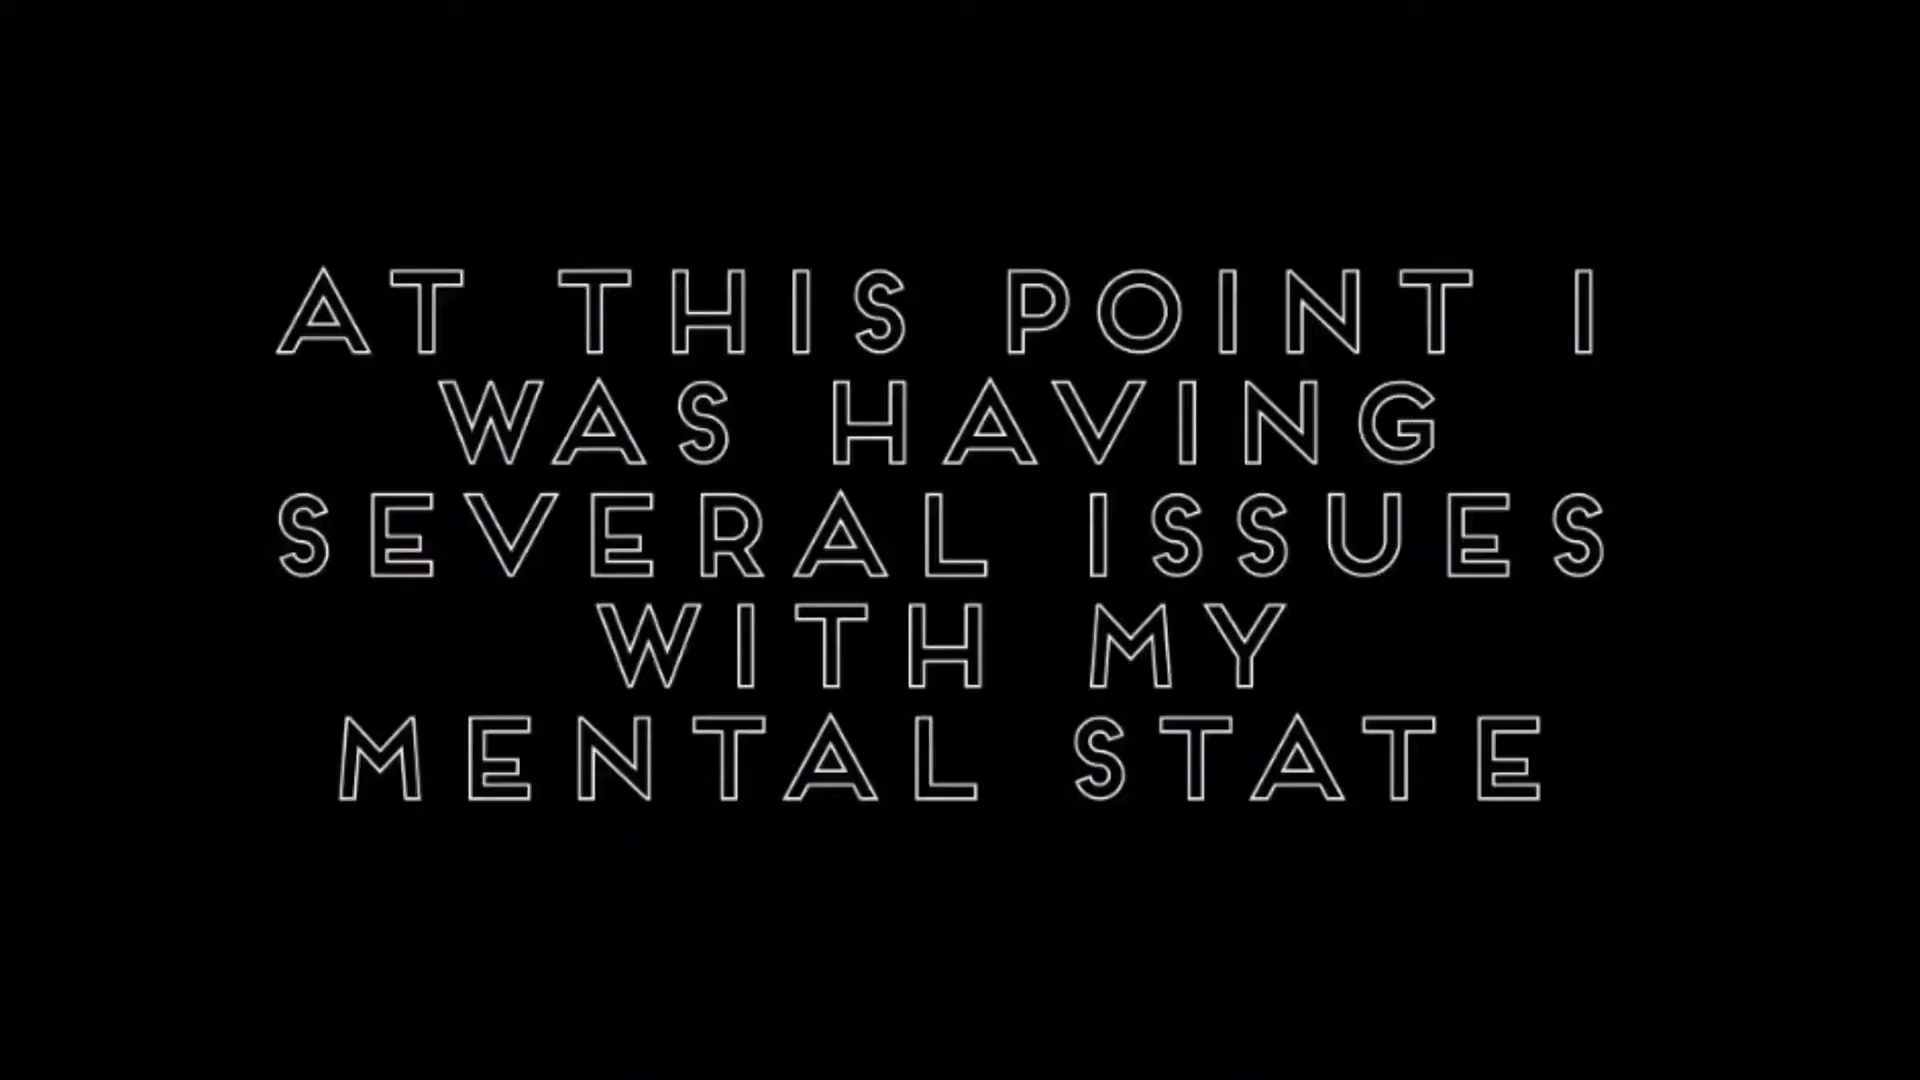 AT THIS POINT I
WAS HAVING
SEVERAL ISSUES
WITH MY
MENTAL STATE